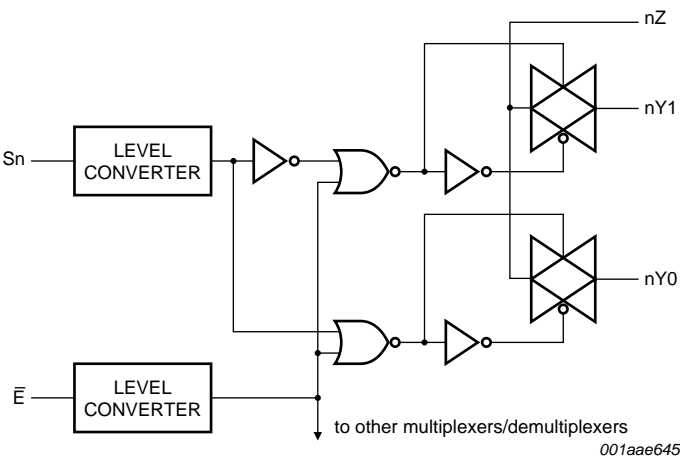 nZ
nY1
Sn
LEVEL
CONVERTER
nY0
E̅
LEVEL
CONVERTER
to other multiplexers/demultiplexers
001aae645